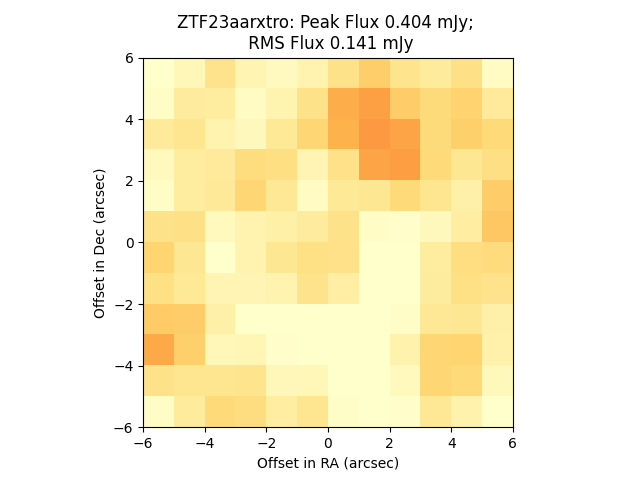 ZTF23aarxtro: Peak Flux 0.404 mJy;
RMS Flux 0.141 mJy
6
4
2
0
−2
−4
−6
Offset in Dec (arcsec)
−6 −4 −2 0 2 4 6
Offset in RA (arcsec)